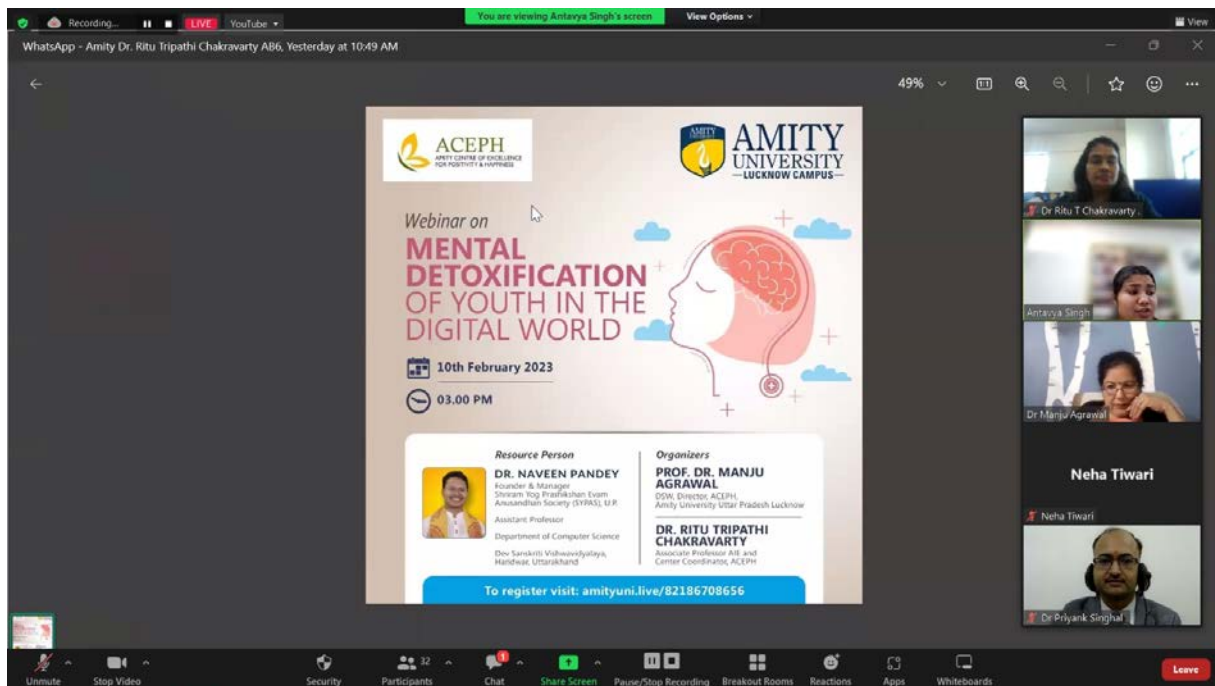 Recording...
LIVE
YouTube
You are viewing Antavya Singh's screen
View Options
View
WhatsApp - Amity Dr. Ritu Tripathi Chakravarty AB6, Yesterday at 10:49 AM
49%
1:1
ACEPH
AMITY CENTRE OF EXCELLENCE
FOR POSITIVITY & HAPPINESS
AMITY
UNIVERSITY
AMITY
UNIVERSITY
LUCKNOW CAMPUS
Webinar on
MENTAL
DETOXIFICATION
OF YOUTH IN THE
DIGITAL WORLD
10th February 2023
03.00 PM
Resource Person
DR. NAVEEN PANDEY
Founder & Manager
Shriram Yog Prashikshan Evam
Anusandhan Society (SYPAS), U.P.
Assistant Professor
Department of Computer Science
Dev Sanskriti Vishwavidyalaya,
Haridwar, Uttarakhand
Organizers
PROF. DR. MANJU
AGRAWAL
DSW, Director, ACEPH,
Amity University Uttar Pradesh Lucknow
DR. RITU TRIPATHI
CHAKRAVARTY
Associate Professor AIE and
Center Coordinator, ACEPH
To register visit: amityuni.live/82186708656
Dr Ritu T Chakravarty .
Antavya Singh
Dr Manju Agrawal
Neha Tiwari
Neha Tiwari
Dr Priyank Singhal
Unmute
Stop Video
Security
32
Participants
1
Chat
Share Screen
Pause/Stop Recording
Breakout Rooms
Reactions
Apps
Whiteboards
Leave